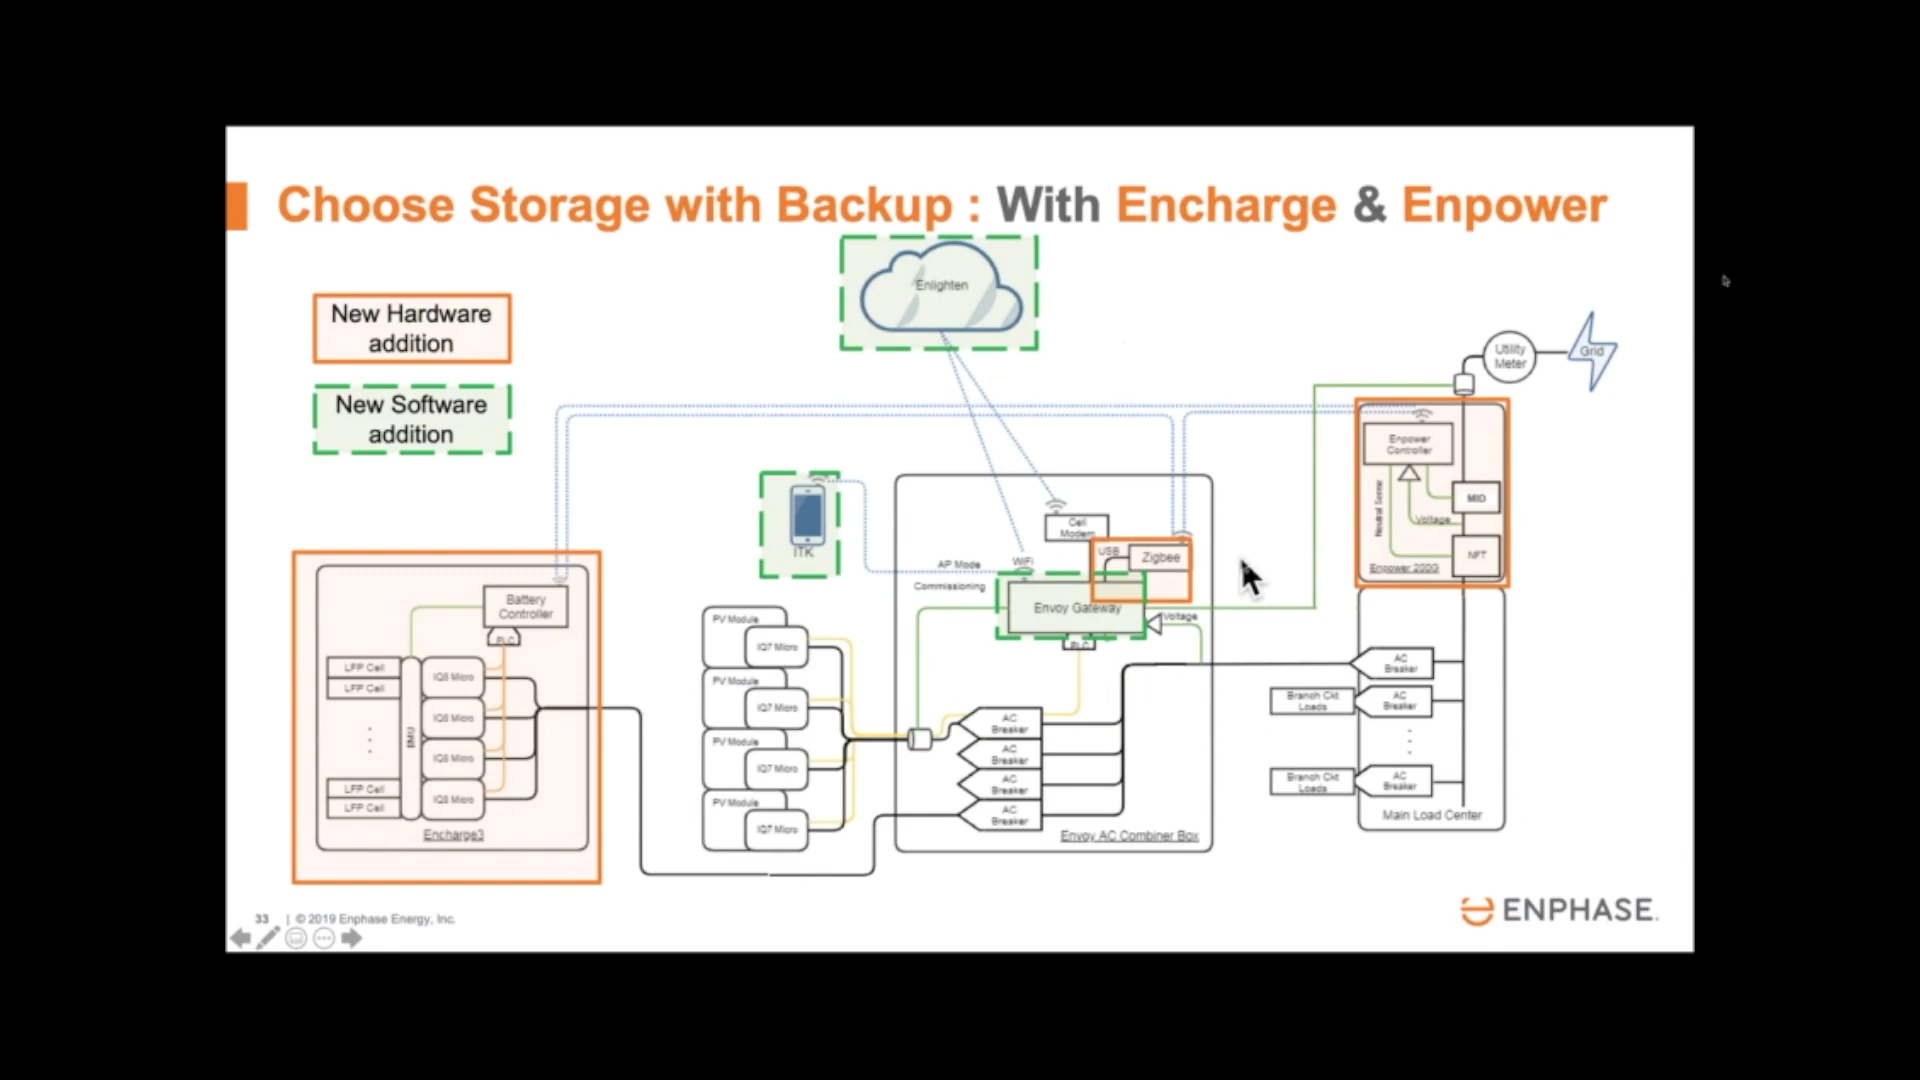 Choose Storage with Backup : With Encharge & Enpower
New Hardware
addition
New Software
addition
Enlighten
Utility
Meter
Grid
Enpower
Controller
MID
Neutral Sense
Voltage
NFT
Enpower 200G
ITK
Cell
Modem
USB
Zigbee
WiFi
AP Mode
Commissioning
Envoy Gateway
Voltage
PLC
Battery
Controller
PLC
LFP Cell
LFP Cell
LFP Cell
LFP Cell
BMU
IQ8 Micro
IQ8 Micro
IQ8 Micro
IQ8 Micro
Encharge3
PV Module
IQ7 Micro
PV Module
IQ7 Micro
PV Module
IQ7 Micro
PV Module
IQ7 Micro
AC
Breaker
AC
Breaker
AC
Breaker
AC
Breaker
Envoy AC Combiner Box
AC
Breaker
Branch Ckt
Loads
AC
Breaker
Branch Ckt
Loads
AC
Breaker
Main Load Center
33 | © 2019 Enphase Energy, Inc.
ENPHASE.